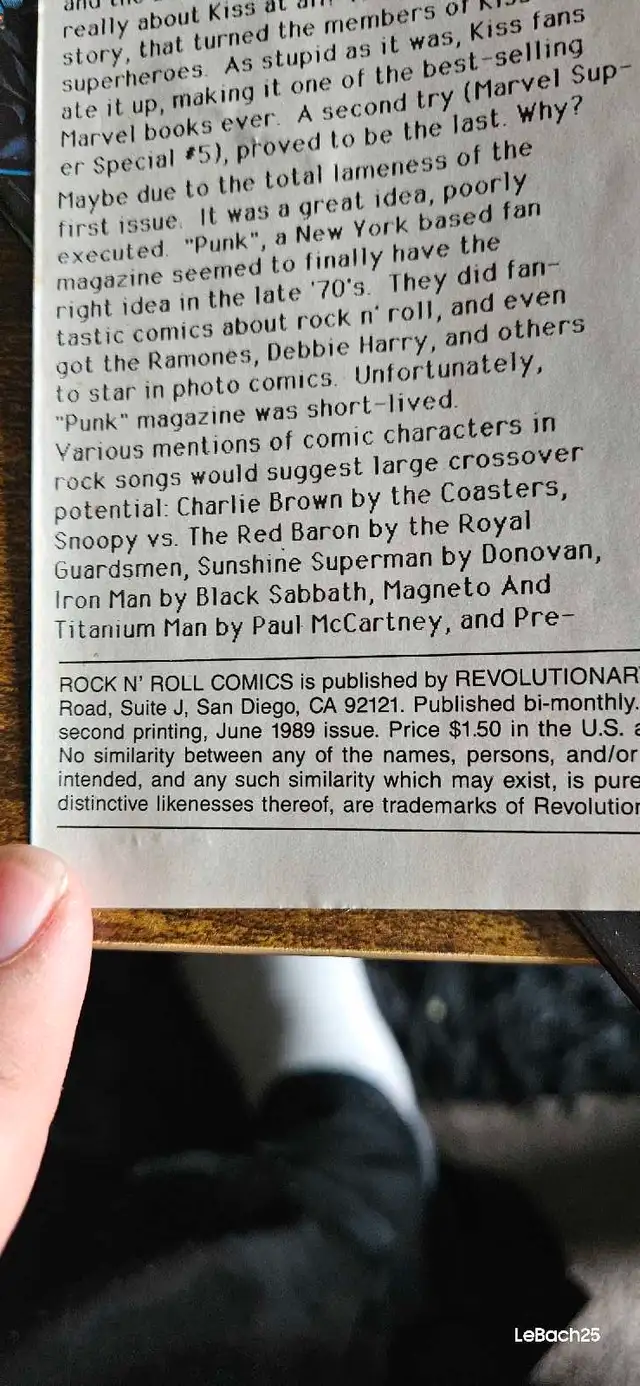 really about Kiss at
story, that turned the members of
superheroes. As stupid as it was, Kiss fans
ate it up, making it one of the best-selling
Marvel books ever. A second try (Marvel Sup-
er Special #5), proved to be the last. Why?
Maybe due to the total lameness of the
first issue. It was a great idea, poorly
executed. "Punk", a New York based fan
magazine seemed to finally have the
right idea in the late '70's. They did fan-
tastic comics about rock n' roll, and even
got the Ramones, Debbie Harry, and others
to star in photo comics. Unfortunately,
"Punk" magazine was short-lived.
Various mentions of comic characters in
rock songs would suggest large crossover
potential: Charlie Brown by the Coasters,
Snoopy vs. The Red Baron by the Royal
Guardsmen, Sunshine Superman by Donovan,
Iron Man by Black Sabbath, Magneto And
Titanium Man by Paul McCartney, and Pre-
ROCK N' ROLL COMICS is published by REVOLUTIONAR
Road, Suite J, San Diego, CA 92121. Published bi-monthly.
second printing, June 1989 issue. Price $1.50 in the U.S. a
No similarity between any of the names, persons, and/or
intended, and any such similarity which may exist, is pure
distinctive likenesses thereof, are trademarks of Revolution
LeBach25